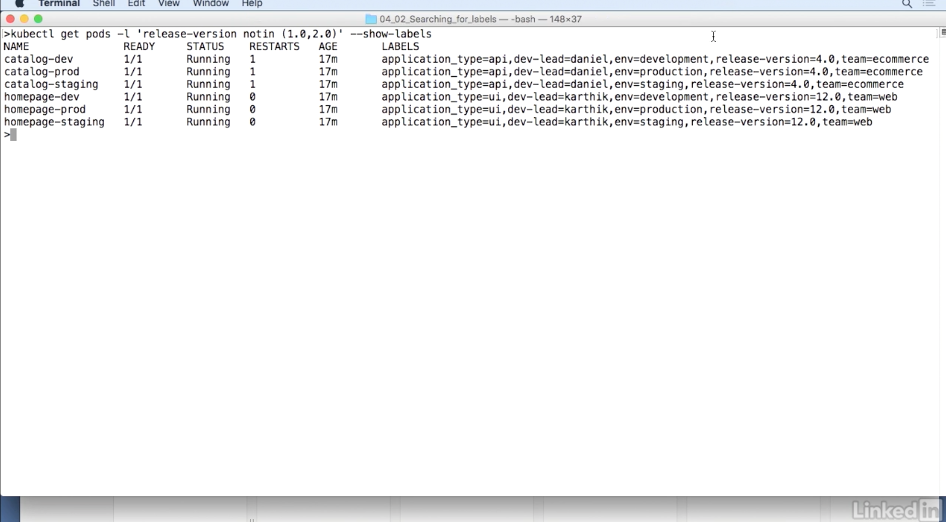 Terminal Shell Edit View Window Help
04_02_Searching_for_labels — -bash — 148×37
>kubectl get pods -l 'release-version notin (1.0,2.0)' --show-labels
NAME READY STATUS RESTARTS AGE LABELS
catalog-dev 1/1 Running 1 17m application_type=api,dev-lead=daniel,env=development,release-version=4.0,team=ecommerce
catalog-prod 1/1 Running 1 17m application_type=api,dev-lead=daniel,env=production,release-version=4.0,team=ecommerce
catalog-staging 1/1 Running 1 17m application_type=api,dev-lead=daniel,env=staging,release-version=4.0,team=ecommerce
homepage-dev 1/1 Running 0 17m application_type=ui,dev-lead=karthik,env=development,release-version=12.0,team=web
homepage-prod 1/1 Running 0 17m application_type=ui,dev-lead=karthik,env=production,release-version=12.0,team=web
homepage-staging 1/1 Running 0 17m application_type=ui,dev-lead=karthik,env=staging,release-version=12.0,team=web
>
LinkedIn